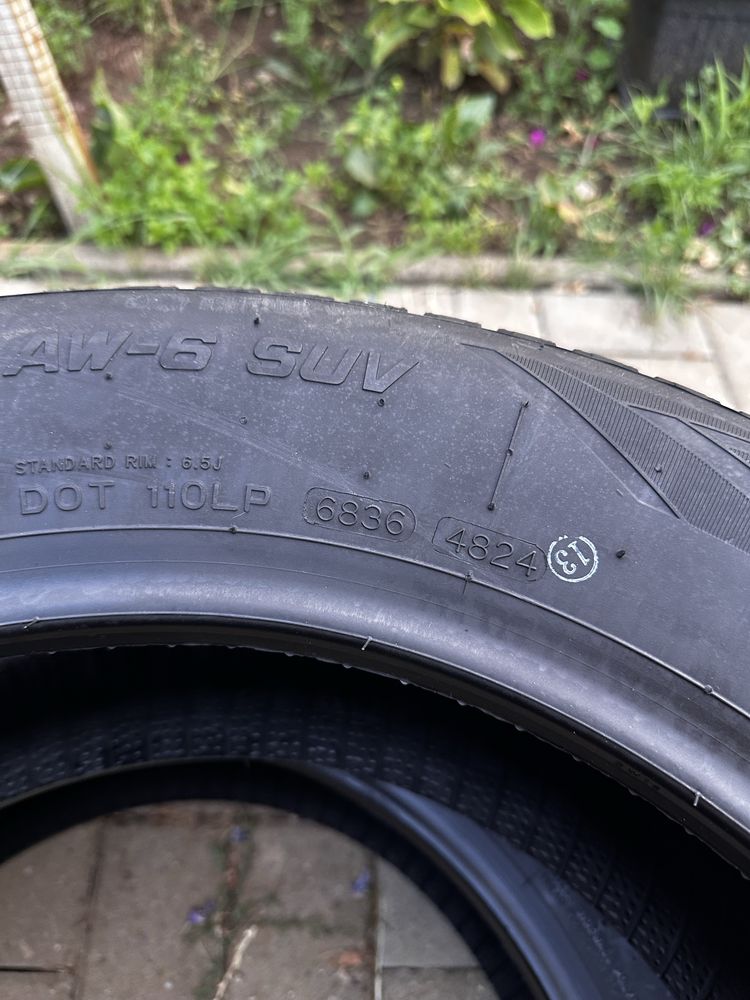 AW-6 SUV
STANDARD RIM : 6.5J
DOT 110LP 6836 4824 13